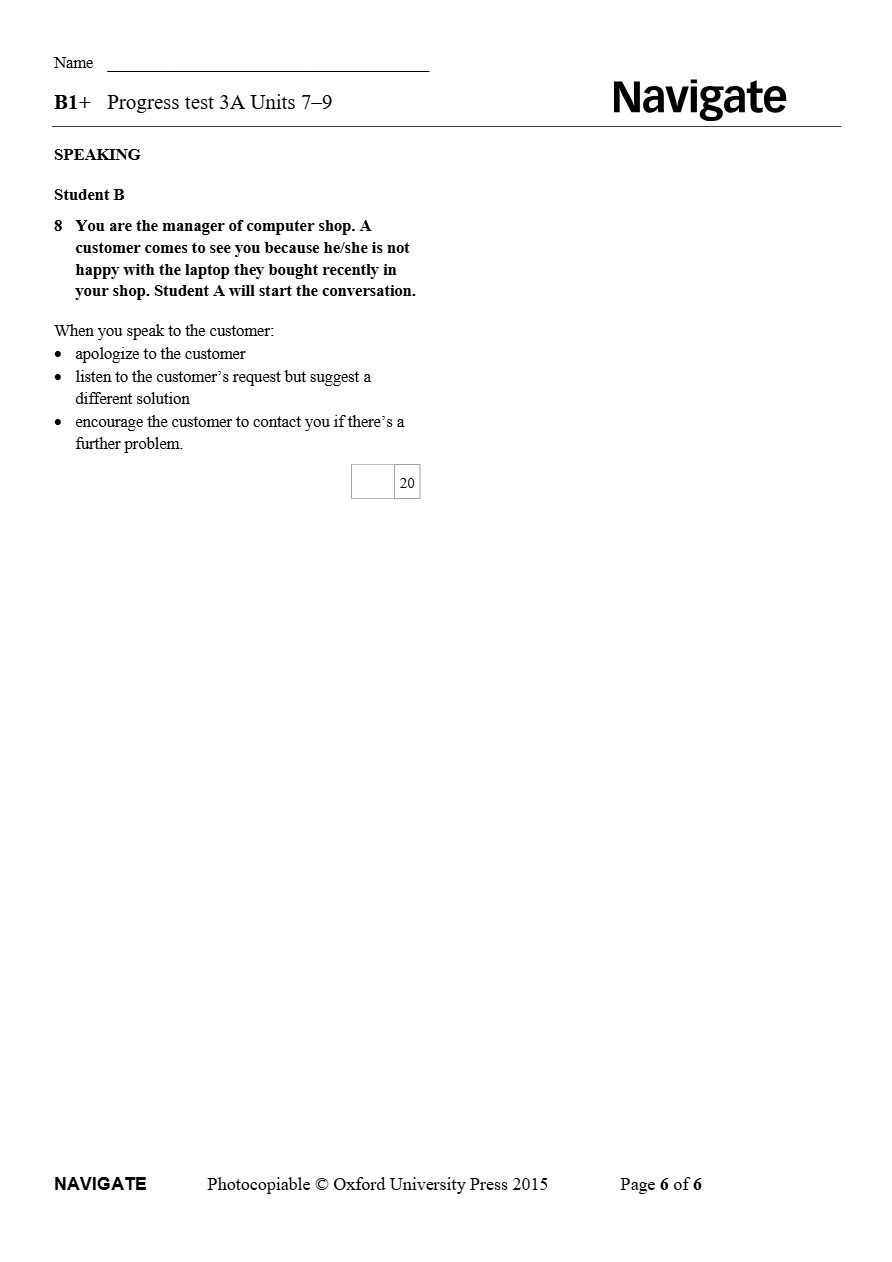 Name
B1+ Progress test 3A Units 7–9
Navigate
SPEAKING
Student B
8 You are the manager of computer shop. A
customer comes to see you because he/she is not
happy with the laptop they bought recently in
your shop. Student A will start the conversation.
When you speak to the customer:
• apologize to the customer
• listen to the customer’s request but suggest a
different solution
• encourage the customer to contact you if there’s a
further problem.
20
NAVIGATE Photocopiable © Oxford University Press 2015 Page 6 of 6